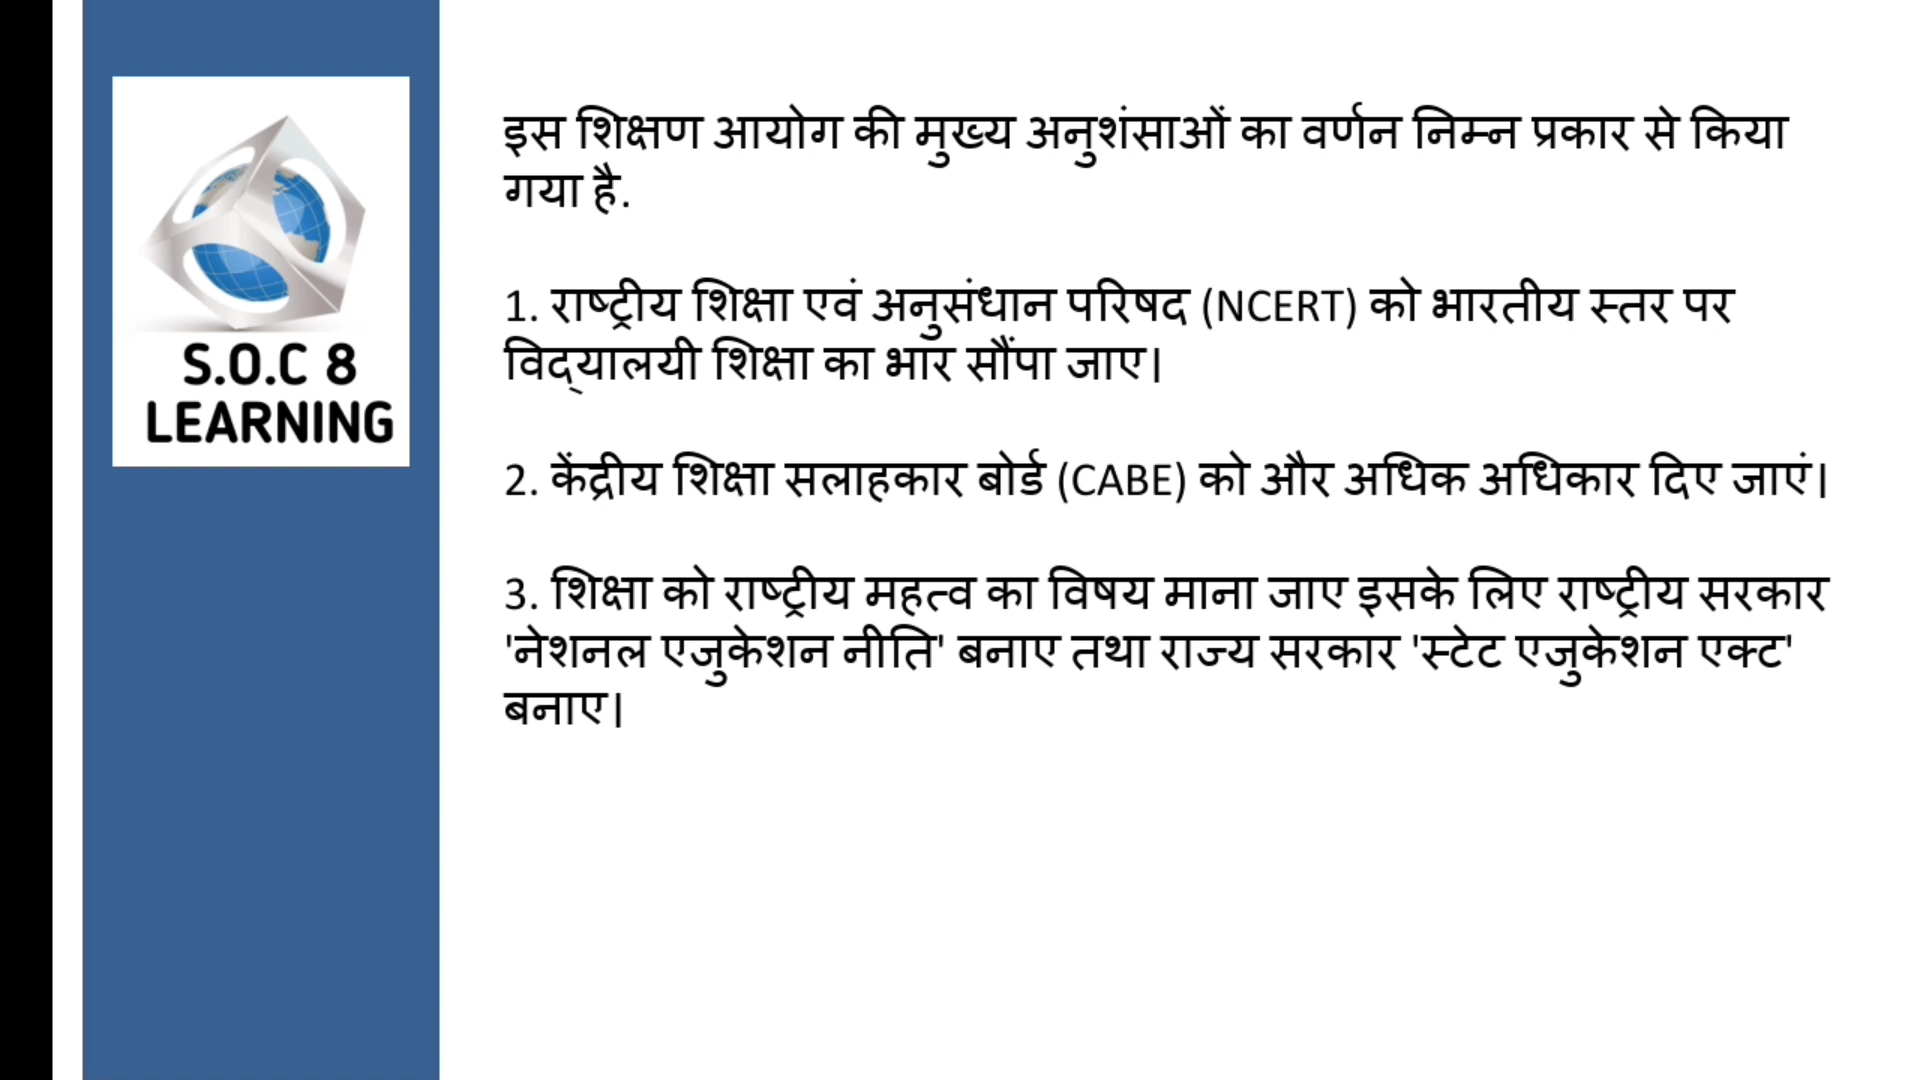 S.O.C 8
LEARNING
इस शिक्षण आयोग की मुख्य अनुशंसाओं का वर्णन निम्न प्रकार से किया
गया है.
1. राष्ट्रीय शिक्षा एवं अनुसंधान परिषद (NCERT) को भारतीय स्तर पर
विद्यालयी शिक्षा का भार सौंपा जाए।
2. केंद्रीय शिक्षा सलाहकार बोर्ड (CABE) को और अधिक अधिकार दिए जाएं।
3. शिक्षा को राष्ट्रीय महत्व का विषय माना जाए इसके लिए राष्ट्रीय सरकार
'नेशनल एजुकेशन नीति' बनाए तथा राज्य सरकार 'स्टेट एजुकेशन एक्ट'
बनाए।